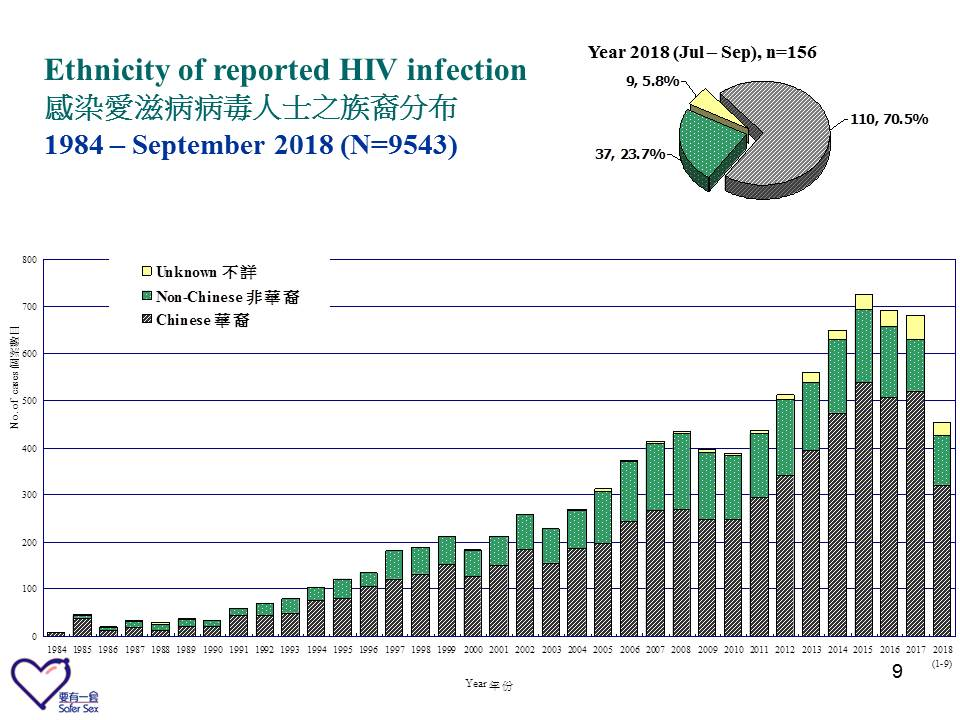 Ethnicity of reported HIV infection
感染愛滋病病毒人士之族裔分布
1984 – September 2018 (N=9543)
Year 2018 (Jul – Sep), n=156
9, 5.8%
110, 70.5%
37, 23.7%
Unknown 不詳
Non-Chinese 非華裔
Chinese 華裔
No. of cases 個案數目
800
700
600
500
400
300
200
100
0
1984 1985 1986 1987 1988 1989 1990 1991 1992 1993 1994 1995 1996 1997 1998 1999 2000 2001 2002 2003 2004 2005 2006 2007 2008 2009 2010 2011 2012 2013 2014 2015 2016 2017 2018
(1-9)
Year 年份
9
要有一套
Safer Sex